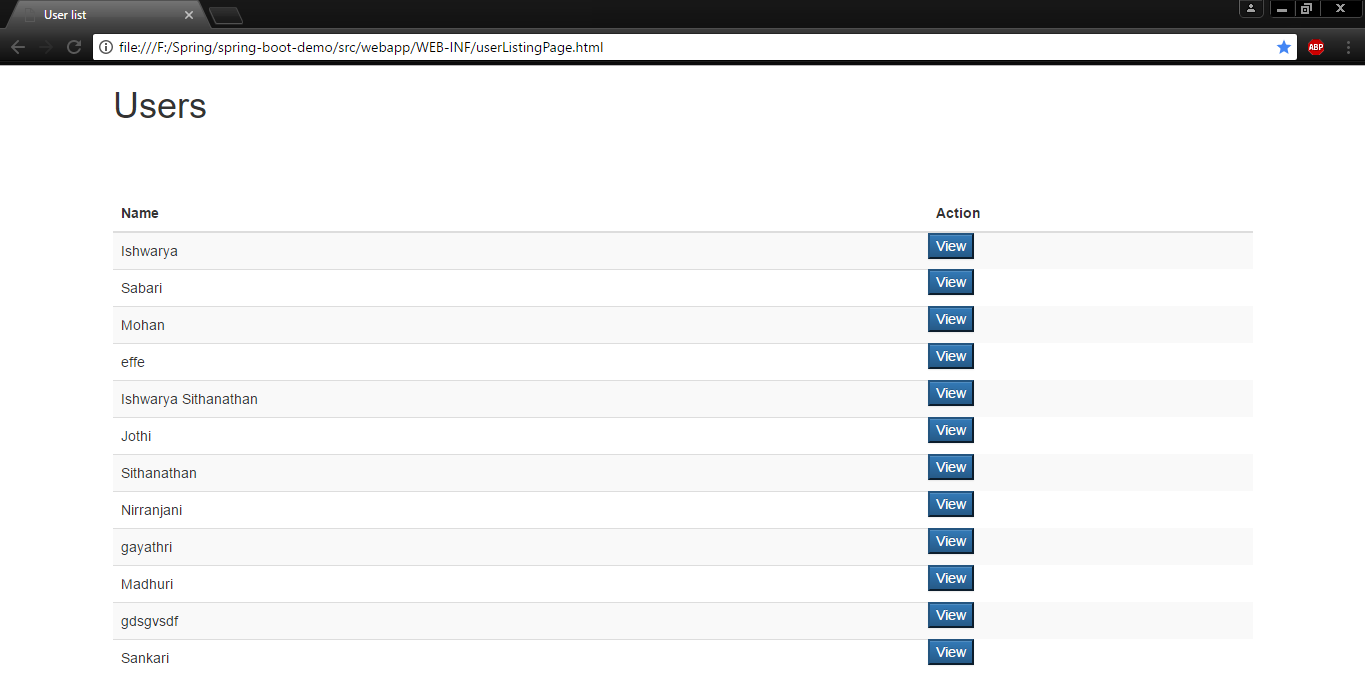 User list
file:///F:/Spring/spring-boot-demo/src/webapp/WEB-INF/userListingPage.html
ABP
Users
Name Action
Ishwarya View
Sabari View
Mohan View
effe View
Ishwarya Sithanathan View
Jothi View
Sithanathan View
Nirranjani View
gayathri View
Madhuri View
gdsgvsdf View
Sankari View